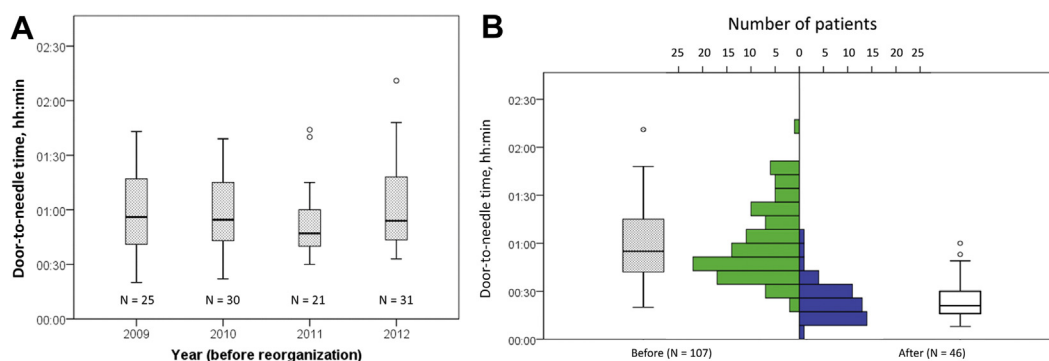 A
Door-to-needle time, hh:min
02:30
02:00
01:30
01:00
00:30
00:00
N = 25 N = 30 N = 21 N = 31
2009 2010 2011 2012
Year (before reorganization)
B
Number of patients
25 20 15 10 5 0 5 10 15 20 25
Door-to-needle time, hh:min
02:30
02:00
01:30
01:00
00:30
00:00
Before (N = 107) After (N = 46)